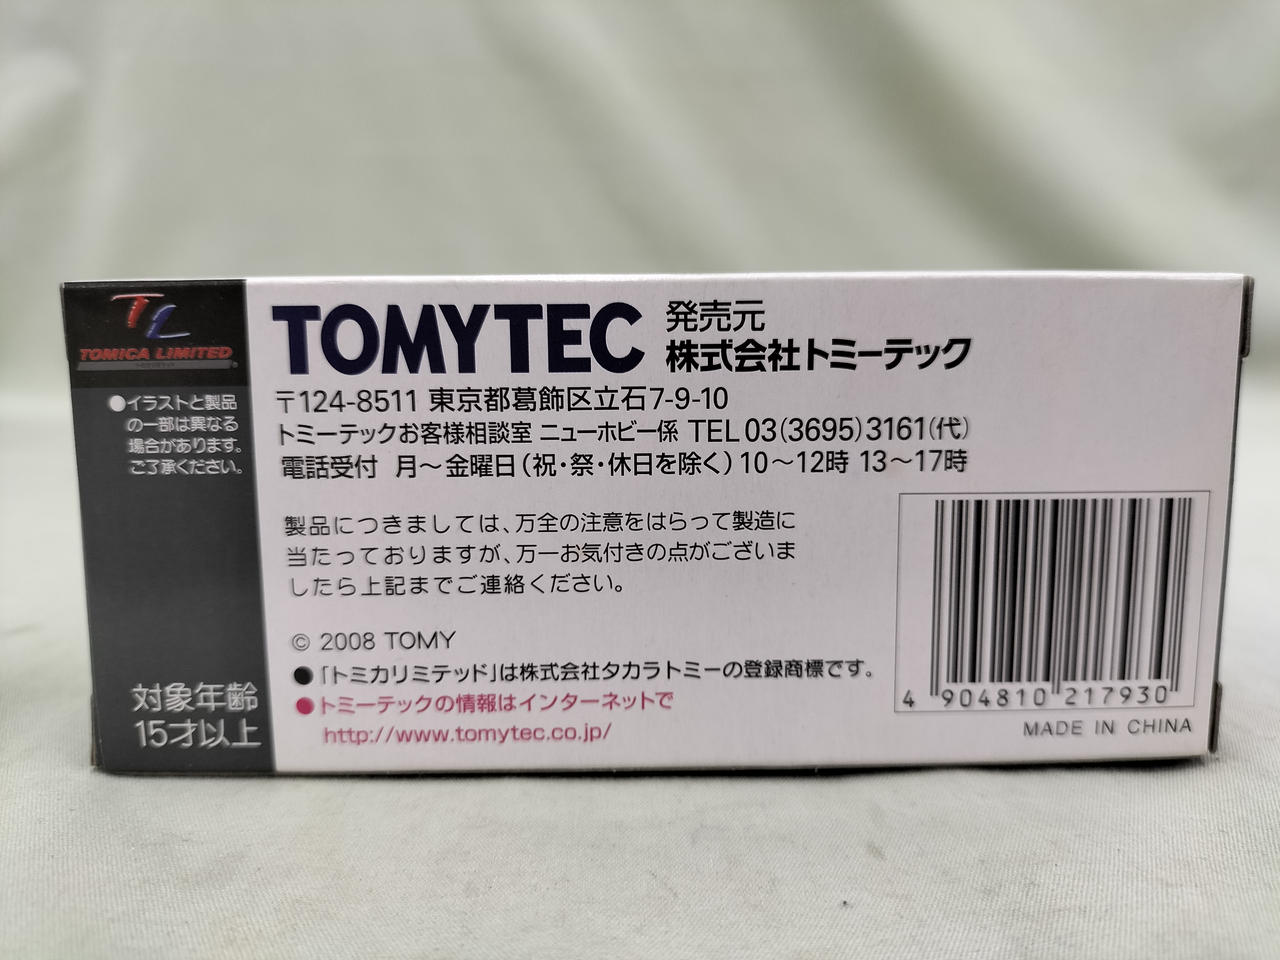 TL
TOMICA LIMITED
●イラストと製品
の一部は異なる
場合があります。
ご了承ください。
対象年齢
15才以上
TOMYTEC 発売元
株式会社トミーテック
〒124-8511 東京都葛飾区立石7-9-10
トミーテックお客様相談室 ニューホビー係 TEL 03(3695)3161(代)
電話受付 月〜金曜日(祝・祭・休日を除く)10〜12時 13〜17時
製品につきましては、万全の注意をはらって製造に
当たっておりますが、万一お気付きの点がございま
したら上記までご連絡ください。
© 2008 TOMY
●「トミカリミテッド」は株式会社タカラトミーの登録商標です。
●トミーテックの情報はインターネットで
http://www.tomytec.co.jp/
4 904810 217930
MADE IN CHINA